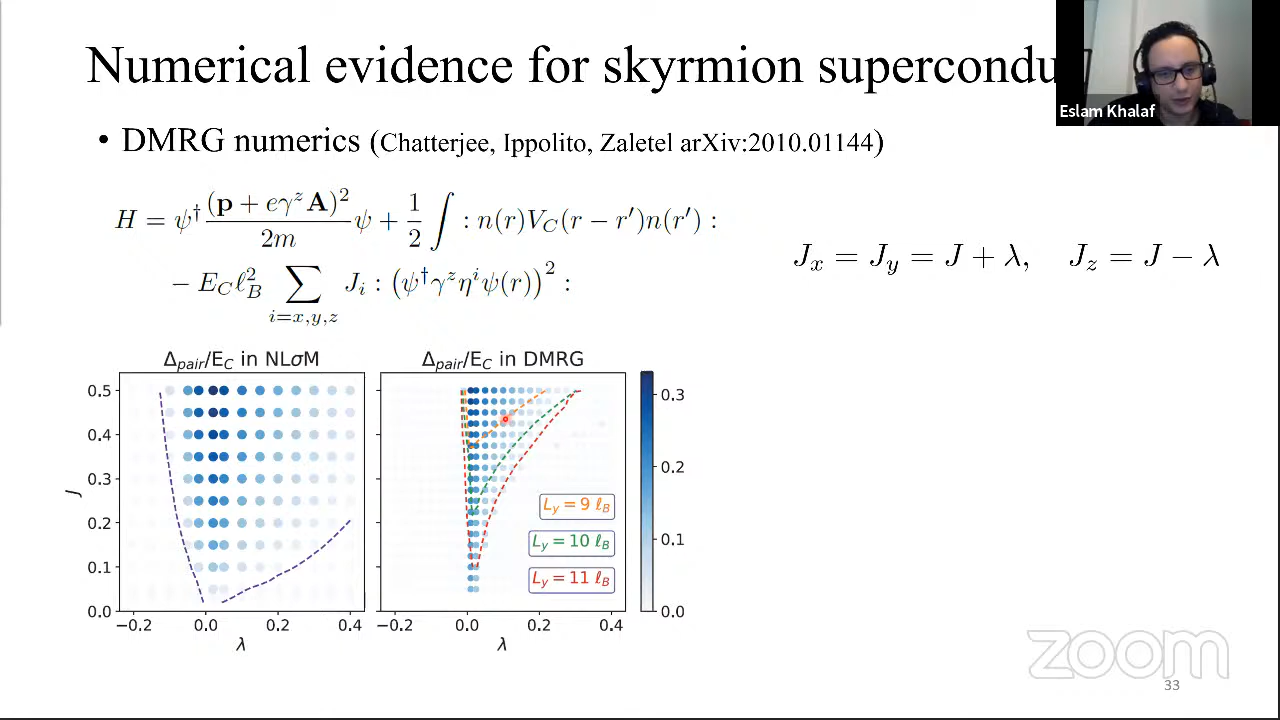 Numerical evidence for skyrmion supercondu
Eslam Khalaf
• DMRG numerics (Chatterjee, Ippolito, Zaletel arXiv:2010.01144)
H = ψ† (p + eγᶻA)² / 2m ψ + 1/2 ∫ : n(r)V_C(r − r′)n(r′) :
− E_C ℓ_B² ∑_{i=x,y,z} J_i : (ψ†γᶻηⁱψ(r))² :
J_x = J_y = J + λ, J_z = J − λ
Δ_pair/E_C in NLσM
Δ_pair/E_C in DMRG
J
0.5
0.4
0.3
0.2
0.1
0.0
−0.2 0.0 0.2 0.4
λ
L_y = 9 ℓ_B
L_y = 10 ℓ_B
L_y = 11 ℓ_B
−0.2 0.0 0.2 0.4
λ
0.3
0.2
0.1
0.0
zoom
33